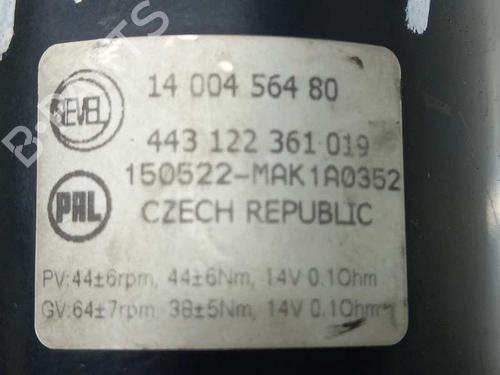 SEVEL
14 004 564 80
443 122 361 019
150522-MAK1A0352
PAL
CZECH REPUBLIC
PV:44±6rpm, 44±6Nm, 14V 0.1Ohm
GV:64±7rpm, 38±5Nm, 14V 0.1Ohm